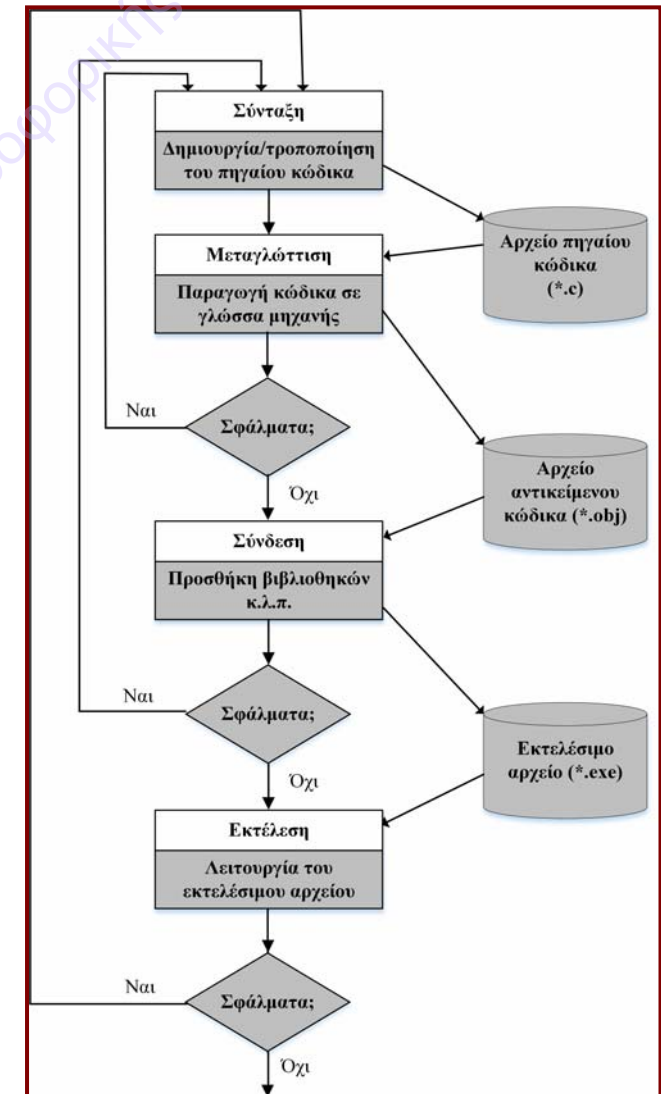 Σύνταξη
Δημιουργία/τροποποίηση
του πηγαίου κώδικα
Αρχείο πηγαίου
κώδικα
(*.c)
Μεταγλώττιση
Παραγωγή κώδικα σε
γλώσσα μηχανής
Ναι
Σφάλματα;
Όχι
Αρχείο
αντικείμενου
κώδικα (*.obj)
Σύνδεση
Προσθήκη βιβλιοθηκών
κ.λ.π.
Ναι
Σφάλματα;
Όχι
Εκτελέσιμο
αρχείο (*.exe)
Εκτέλεση
Λειτουργία του
εκτελέσιμου αρχείου
Ναι
Σφάλματα;
Όχι